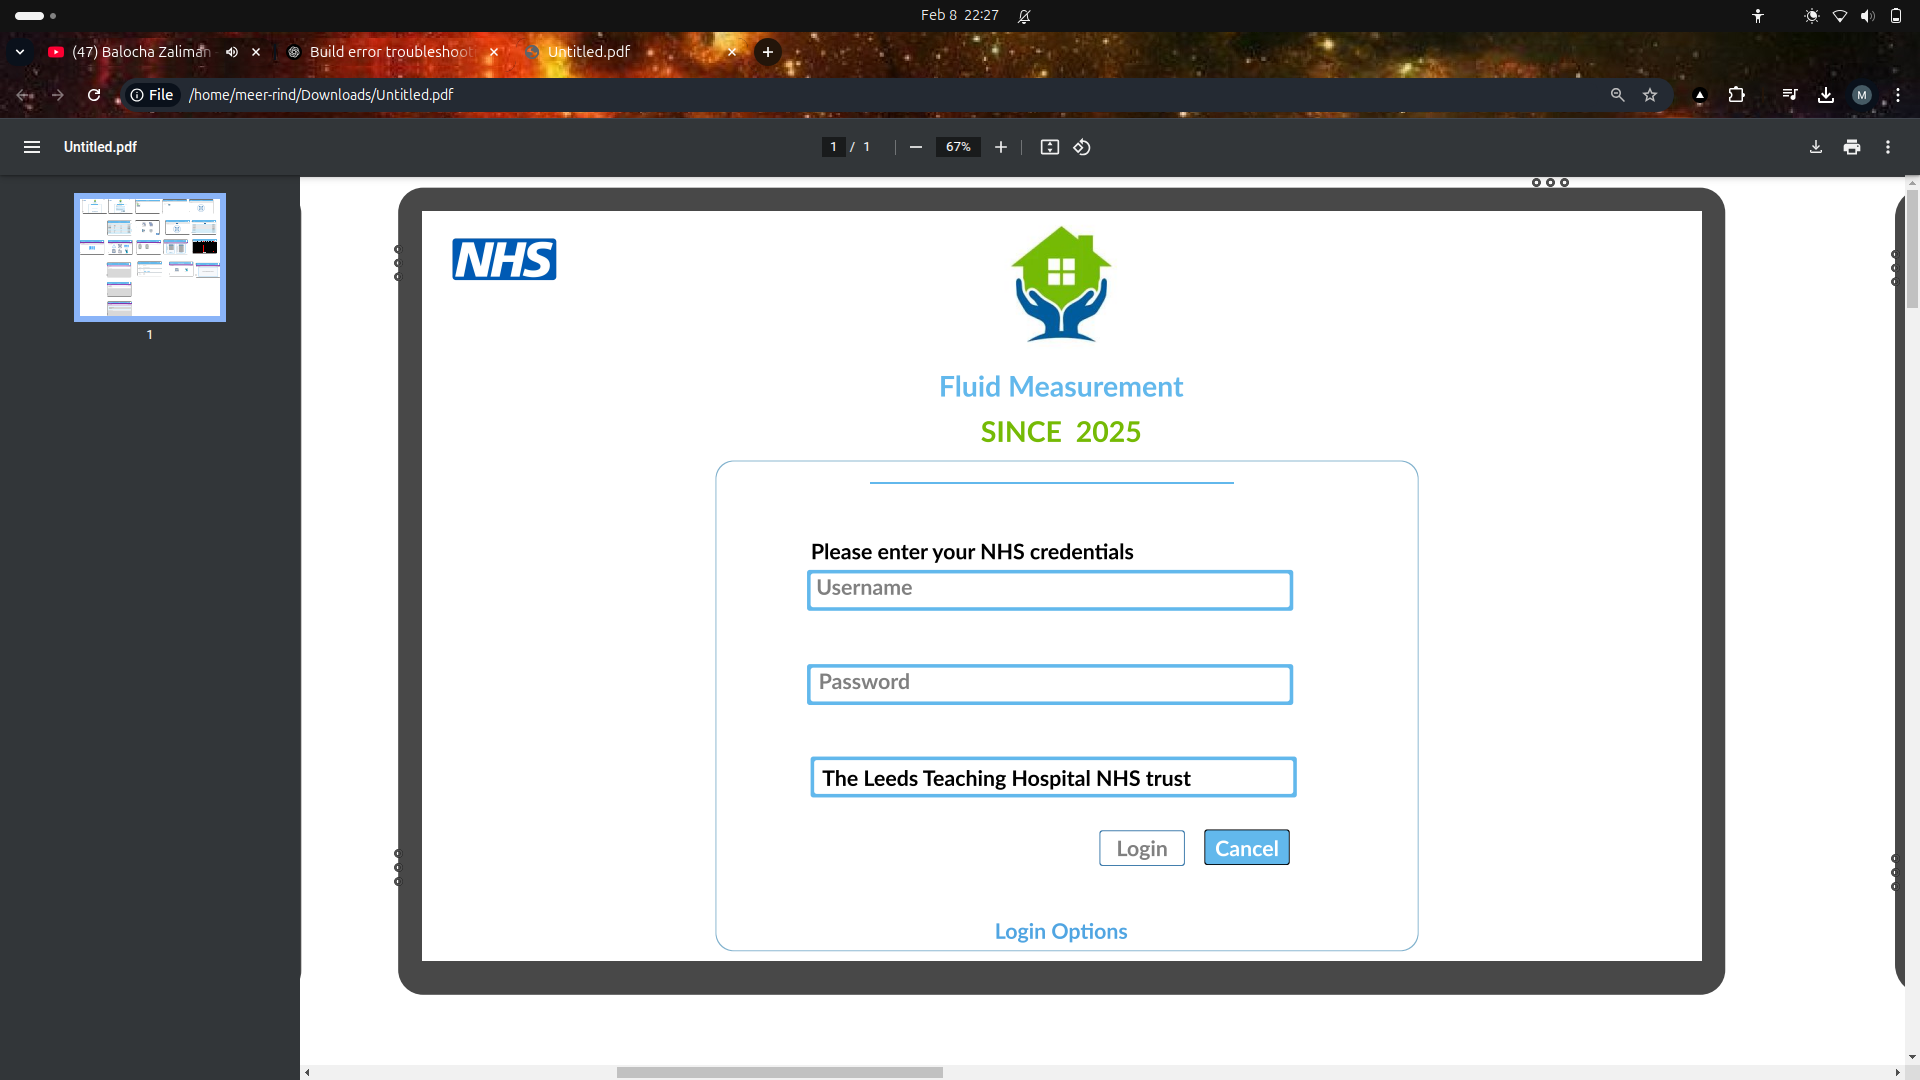 Feb 8 22:27
(47) Balocha Zaliman
Build error troubleshoot
Untitled.pdf
File /home/meer-rind/Downloads/Untitled.pdf
M
Untitled.pdf
1 / 1
67%
1
NHS
Fluid Measurement
SINCE 2025
Please enter your NHS credentials
Username
Password
The Leeds Teaching Hospital NHS trust
Login Cancel
Login Options